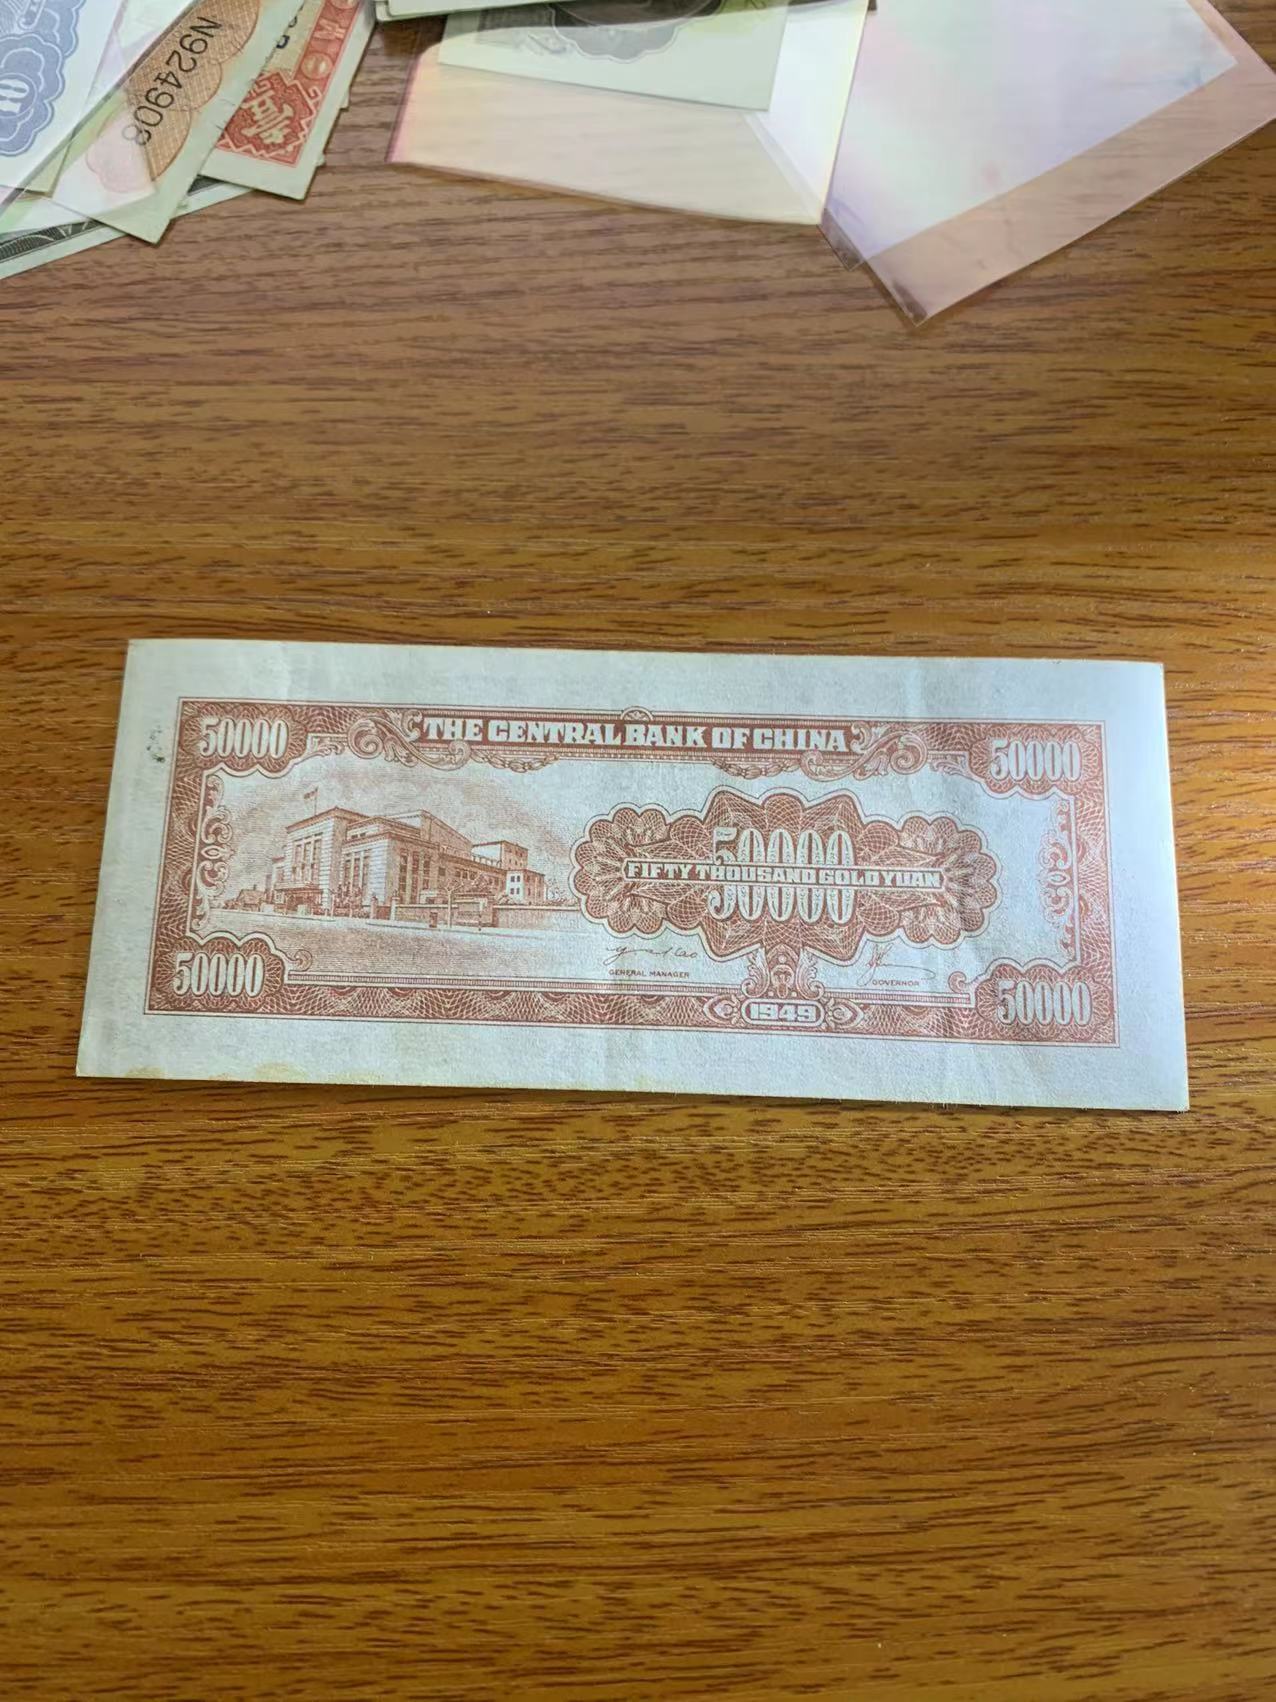 N924908
50000
THE CENTRAL BANK OF CHINA
50000
50000
FIFTY THOUSAND GOLD YUAN
50000
GENERAL MANAGER
GOVERNOR
50000
1949